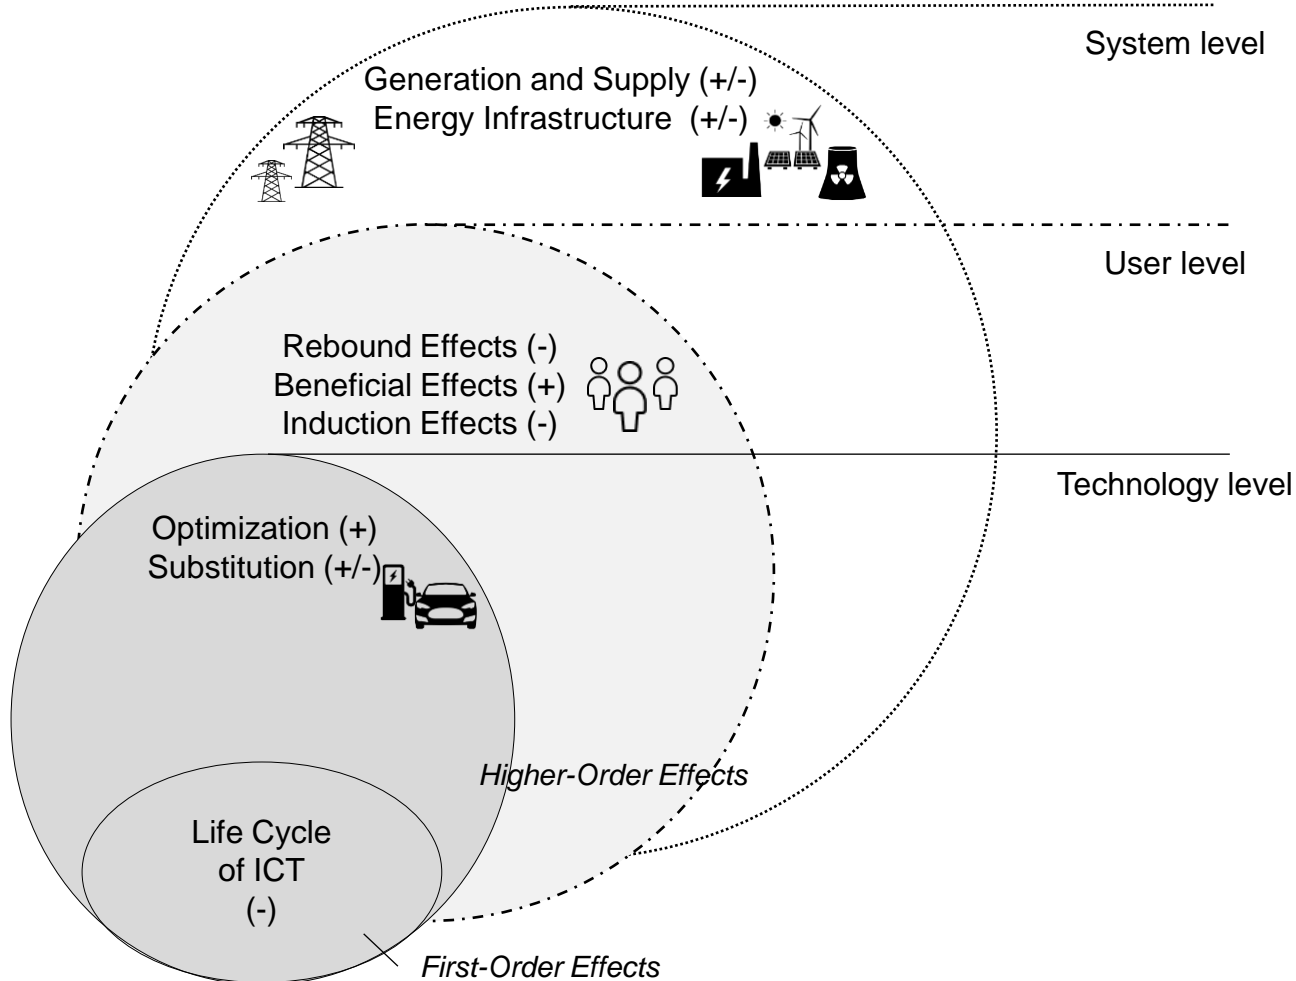 System level
Generation and Supply (+/-)
Energy Infrastructure (+/-)
User level
Rebound Effects (-)
Beneficial Effects (+)
Induction Effects (-)
Technology level
Optimization (+)
Substitution (+/-)
Higher-Order Effects
Life Cycle
of ICT
(-)
First-Order Effects